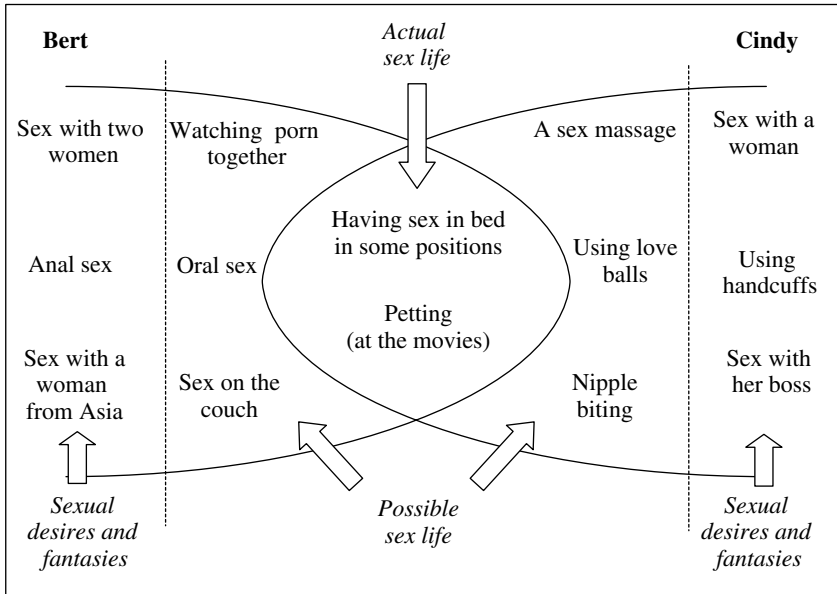 Bert
Actual
sex life
Cindy
Sex with two
women
Watching porn
together
A sex massage
Sex with a
woman
Having sex in bed
in some positions
Anal sex
Oral sex
Using love
balls
Using
handcuffs
Petting
(at the movies)
Sex with a
woman
from Asia
Sex on the
couch
Nipple
biting
Sex with
her boss
Sexual
desires and
fantasies
Possible
sex life
Sexual
desires and
fantasies